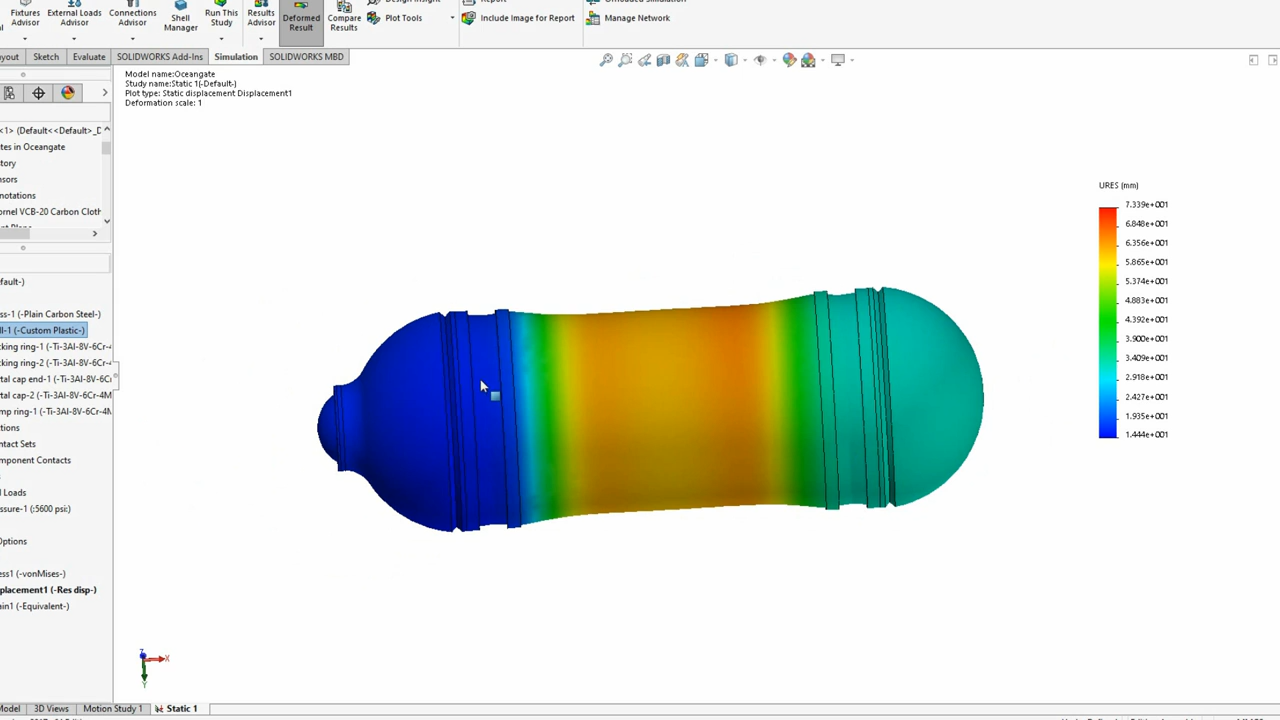 Fixtures External Loads Connections Shell Run This Results Deformed Compare
Advisor Advisor Advisor Manager Study Advisor Result Results
Plot Tools
Include Image for Report
Manage Network
Sketch Evaluate SOLIDWORKS Add-Ins Simulation SOLIDWORKS MBD
Model name:Oceangate
Study name:Static 1(-Default-)
Plot type: Static displacement Displacement1
Deformation scale: 1
<1> (Default<<Default>_D
tes in Oceangate
tory
nsors
notations
ornel VCB-20 Carbon Cloth
efault-)
ss-1 (-Plain Carbon Steel-)
ll-1 (-Custom Plastic-)
cking ring-1 (-Ti-3Al-8V-6Cr-4
cking ring-2 (-Ti-3Al-8V-6Cr-4
tal cap end-1 (-Ti-3Al-8V-6C
tal cap-2 (-Ti-3Al-8V-6Cr-4M
mp ring-1 (-Ti-3Al-8V-6Cr-4M
ctions
ntact Sets
mponent Contacts
s
l Loads
ssure-1 (:5600 psi:)
Options
ess1 (-vonMises-)
placement1 (-Res disp-)
ain1 (-Equivalent-)
URES (mm)
7.339e+001
6.848e+001
6.356e+001
5.865e+001
5.374e+001
4.883e+001
4.392e+001
3.900e+001
3.409e+001
2.918e+001
2.427e+001
1.935e+001
1.444e+001
Z
X
Y
Model 3D Views Motion Study 1 Static 1